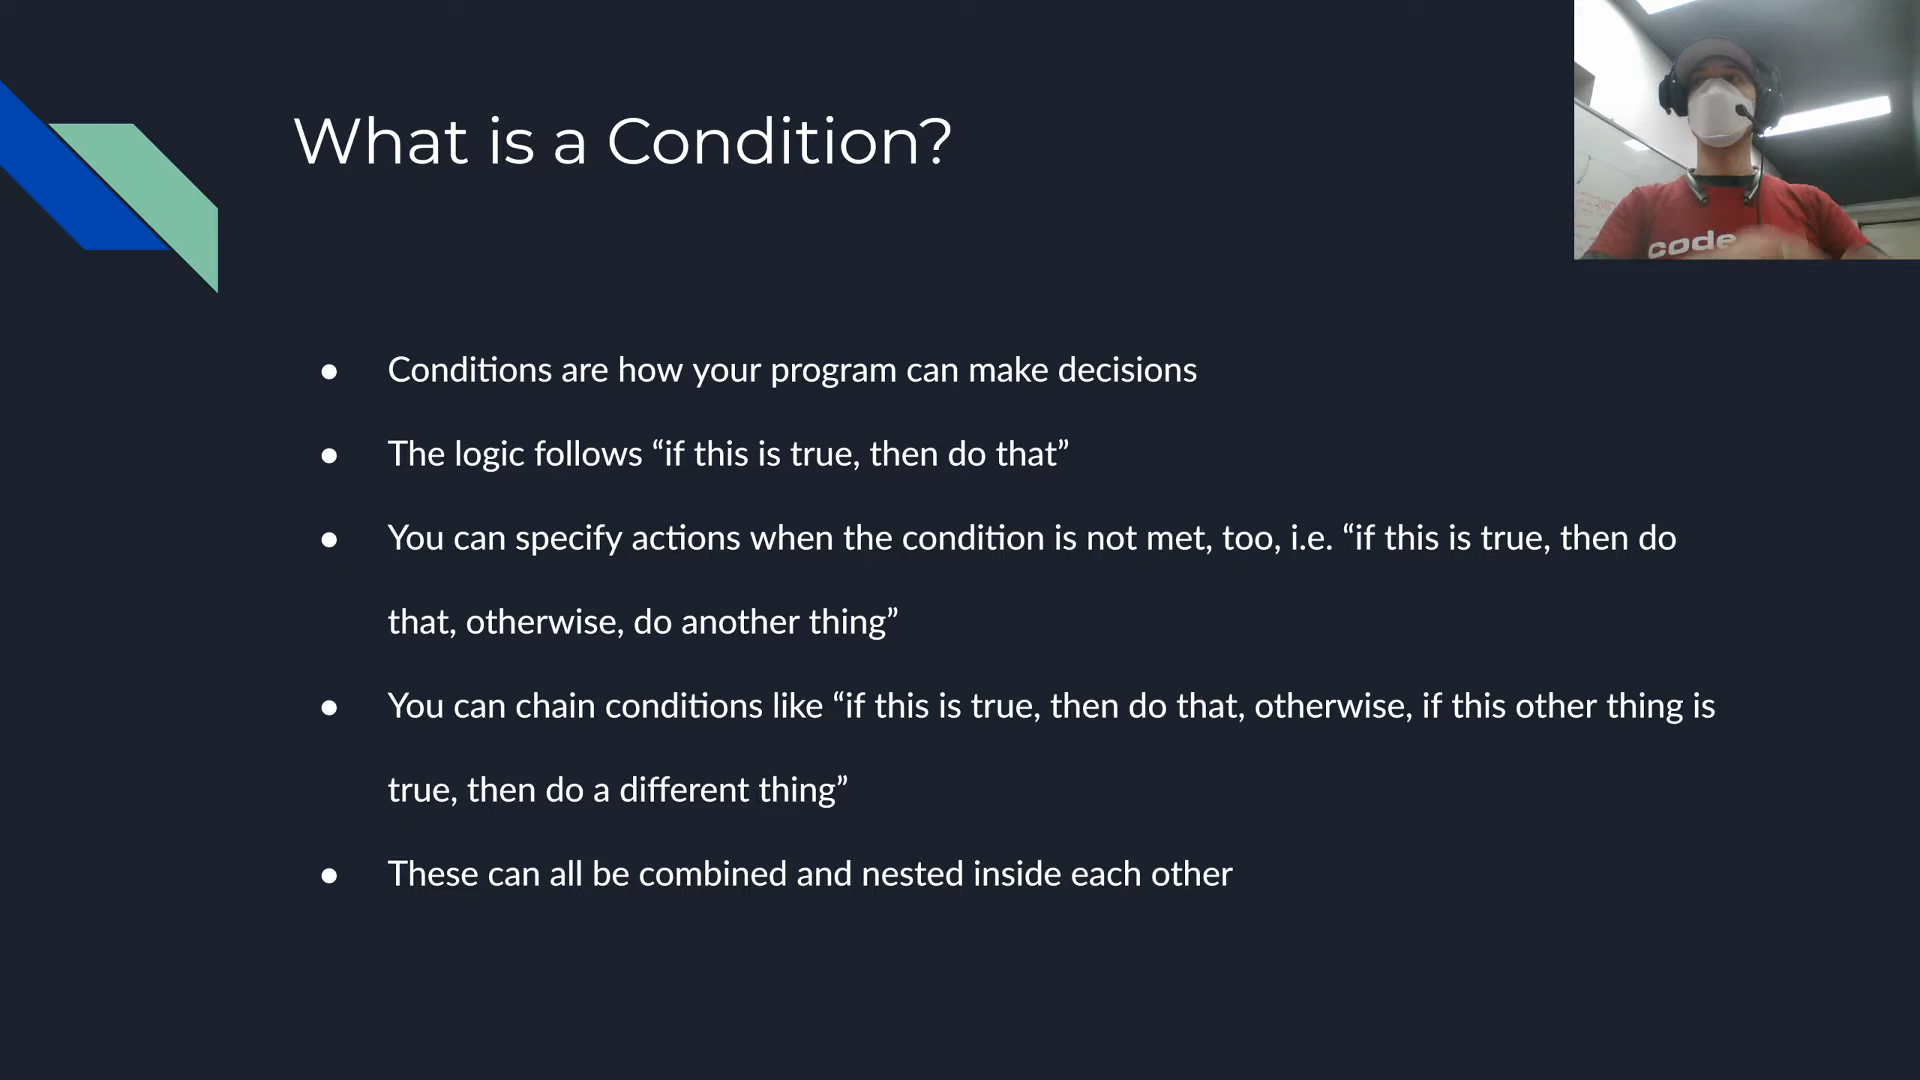 What is a Condition?
code
● Conditions are how your program can make decisions
● The logic follows “if this is true, then do that”
● You can specify actions when the condition is not met, too, i.e. “if this is true, then do
that, otherwise, do another thing”
● You can chain conditions like “if this is true, then do that, otherwise, if this other thing is
true, then do a different thing”
● These can all be combined and nested inside each other